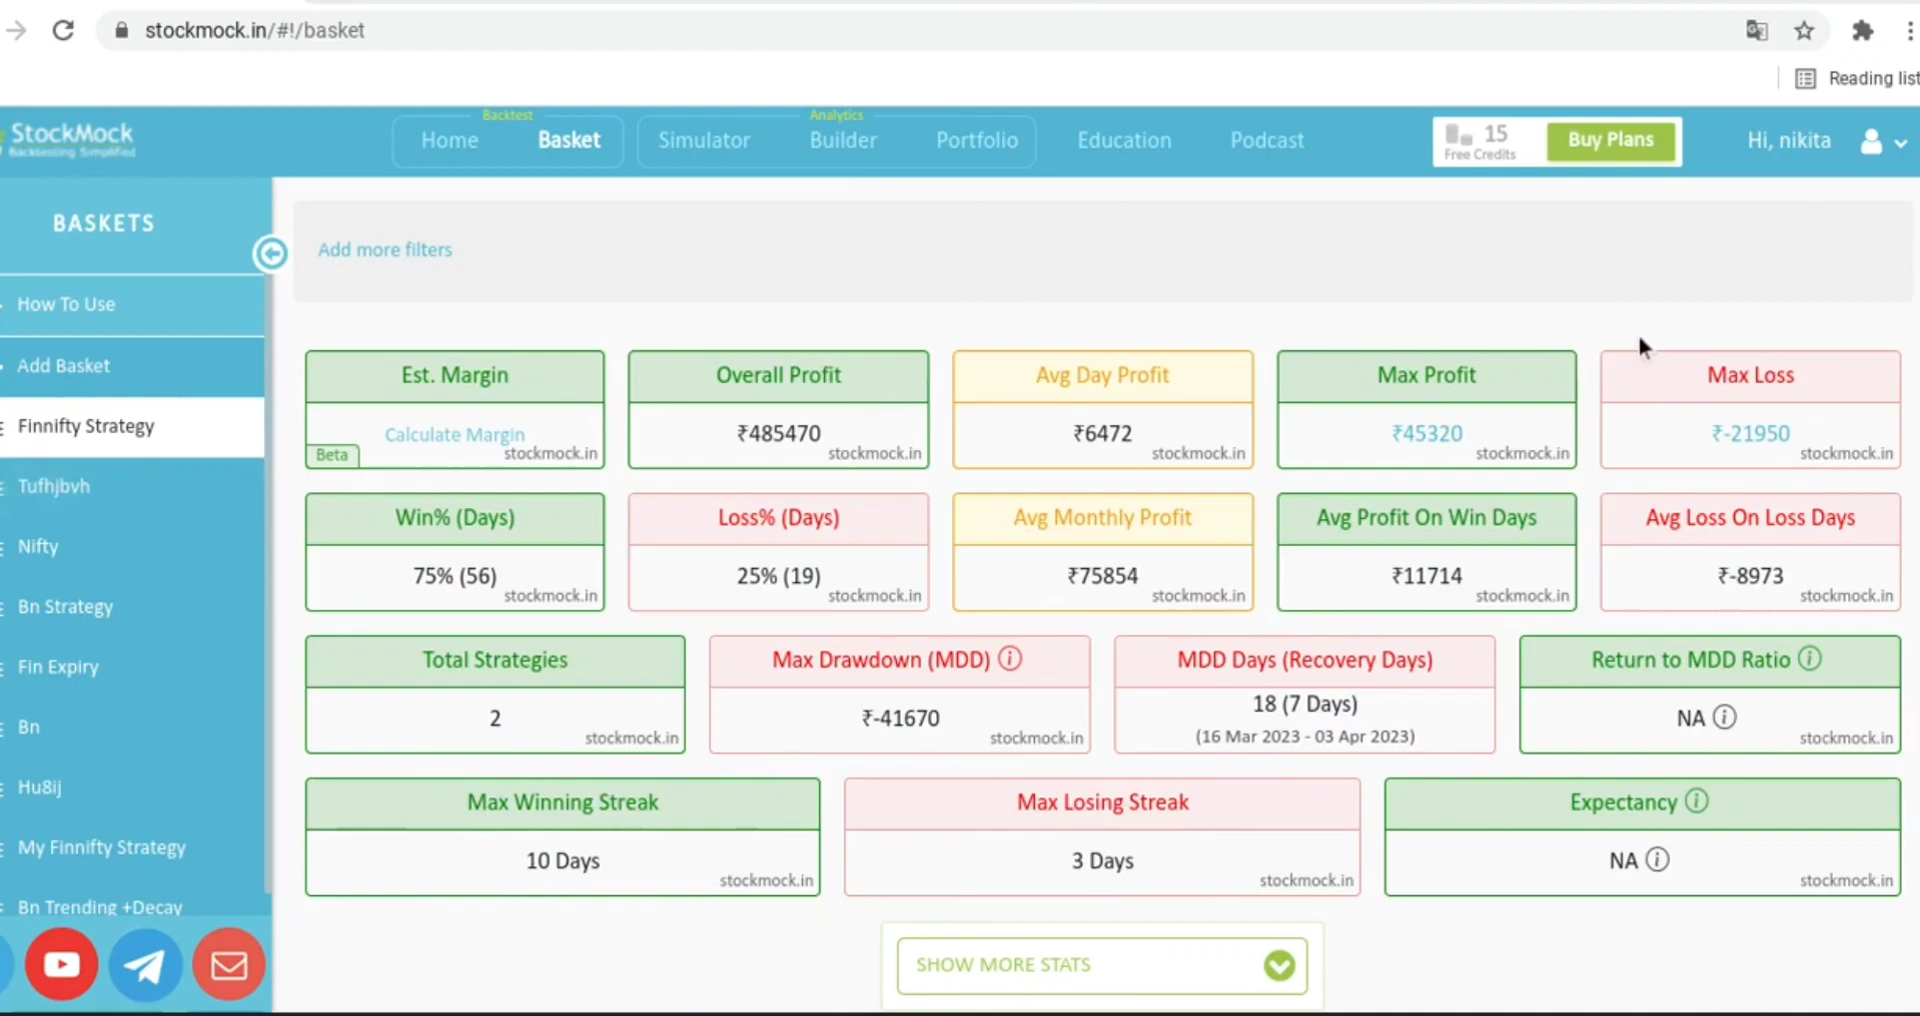 stockmock.in/#!/basket
Reading list
StockMock
Backtesting Simplified
Backtest
Home
Basket
Analytics
Simulator
Builder
Portfolio
Education
Podcast
15
Free Credits
Buy Plans
Hi, nikita
BASKETS
How To Use
Add Basket
Finnifty Strategy
Tufhjbvh
Nifty
Bn Strategy
Fin Expiry
Bn
Hu8ij
My Finnifty Strategy
Bn Trending +Decay
Add more filters
Est. Margin
Calculate Margin
Beta
stockmock.in
Overall Profit
₹485470
stockmock.in
Avg Day Profit
₹6472
stockmock.in
Max Profit
₹45320
stockmock.in
Max Loss
₹-21950
stockmock.in
Win% (Days)
75% (56)
stockmock.in
Loss% (Days)
25% (19)
stockmock.in
Avg Monthly Profit
₹75854
stockmock.in
Avg Profit On Win Days
₹11714
stockmock.in
Avg Loss On Loss Days
₹-8973
stockmock.in
Total Strategies
2
stockmock.in
Max Drawdown (MDD)
₹-41670
stockmock.in
MDD Days (Recovery Days)
18 (7 Days)
(16 Mar 2023 - 03 Apr 2023)
Return to MDD Ratio
NA
stockmock.in
Max Winning Streak
10 Days
stockmock.in
Max Losing Streak
3 Days
stockmock.in
Expectancy
NA
stockmock.in
SHOW MORE STATS